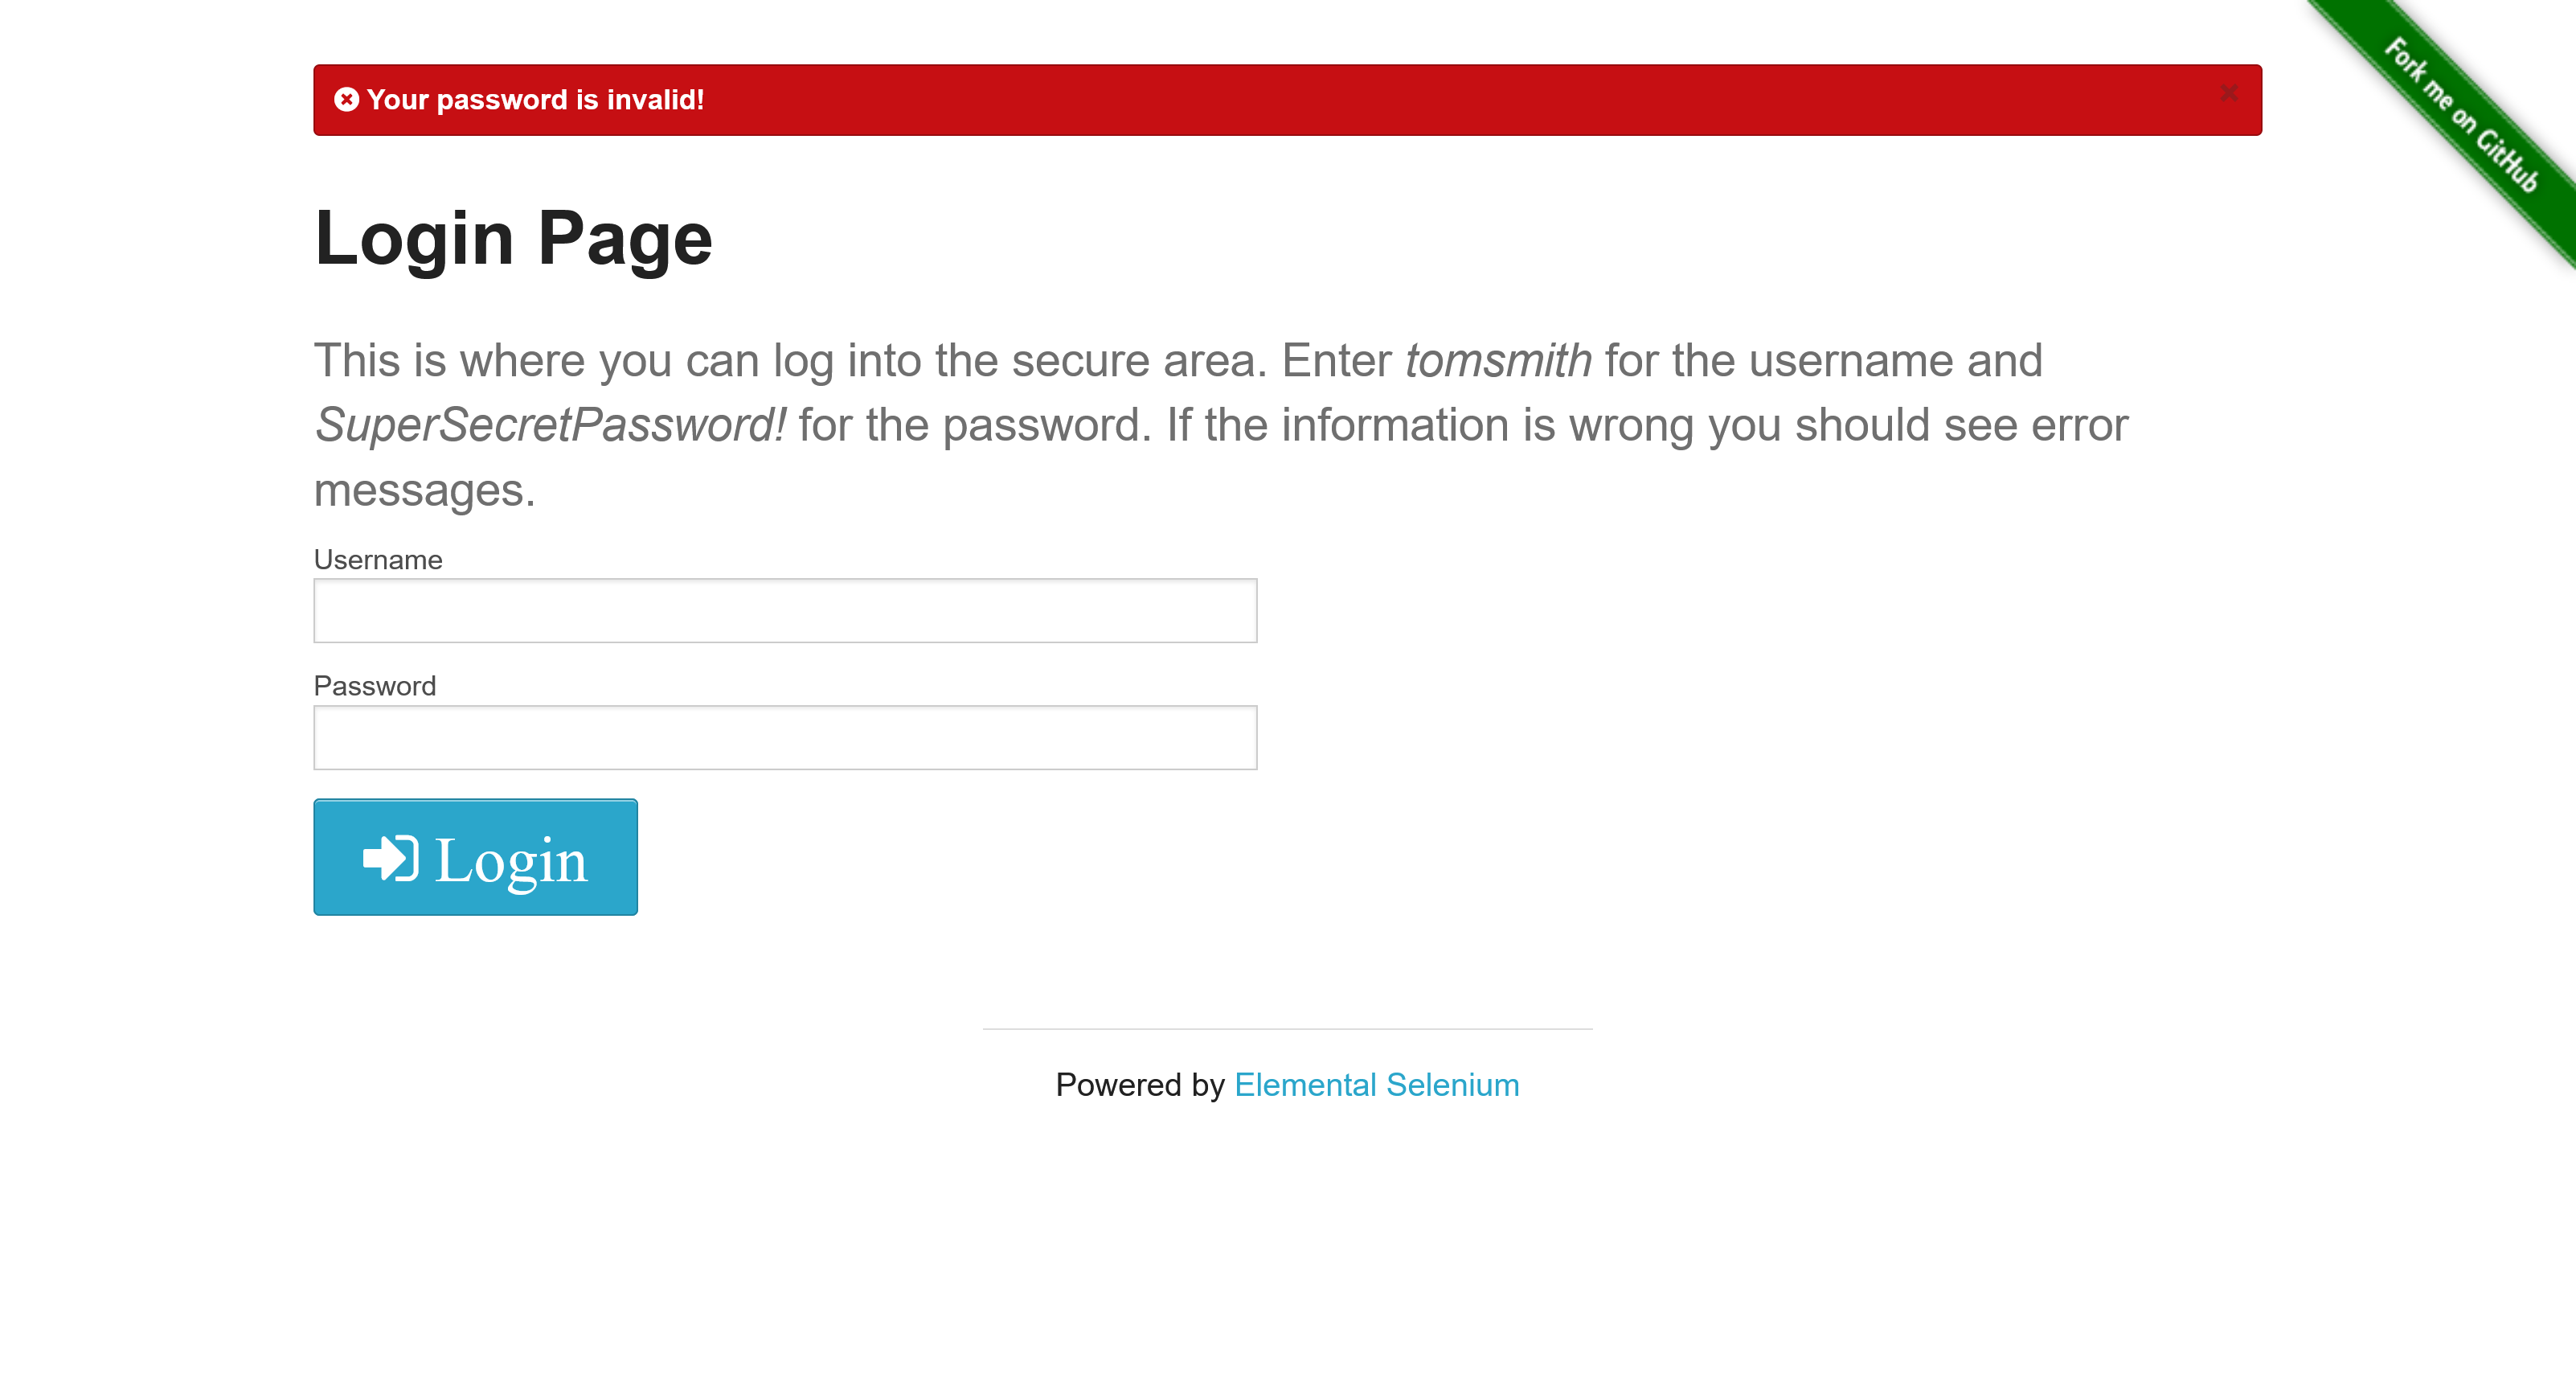 Your password is invalid!
×
Fork me on GitHub
Login Page
This is where you can log into the secure area. Enter tomsmith for the username and
SuperSecretPassword! for the password. If the information is wrong you should see error
messages.
Username
Password
Login
Powered by Elemental Selenium